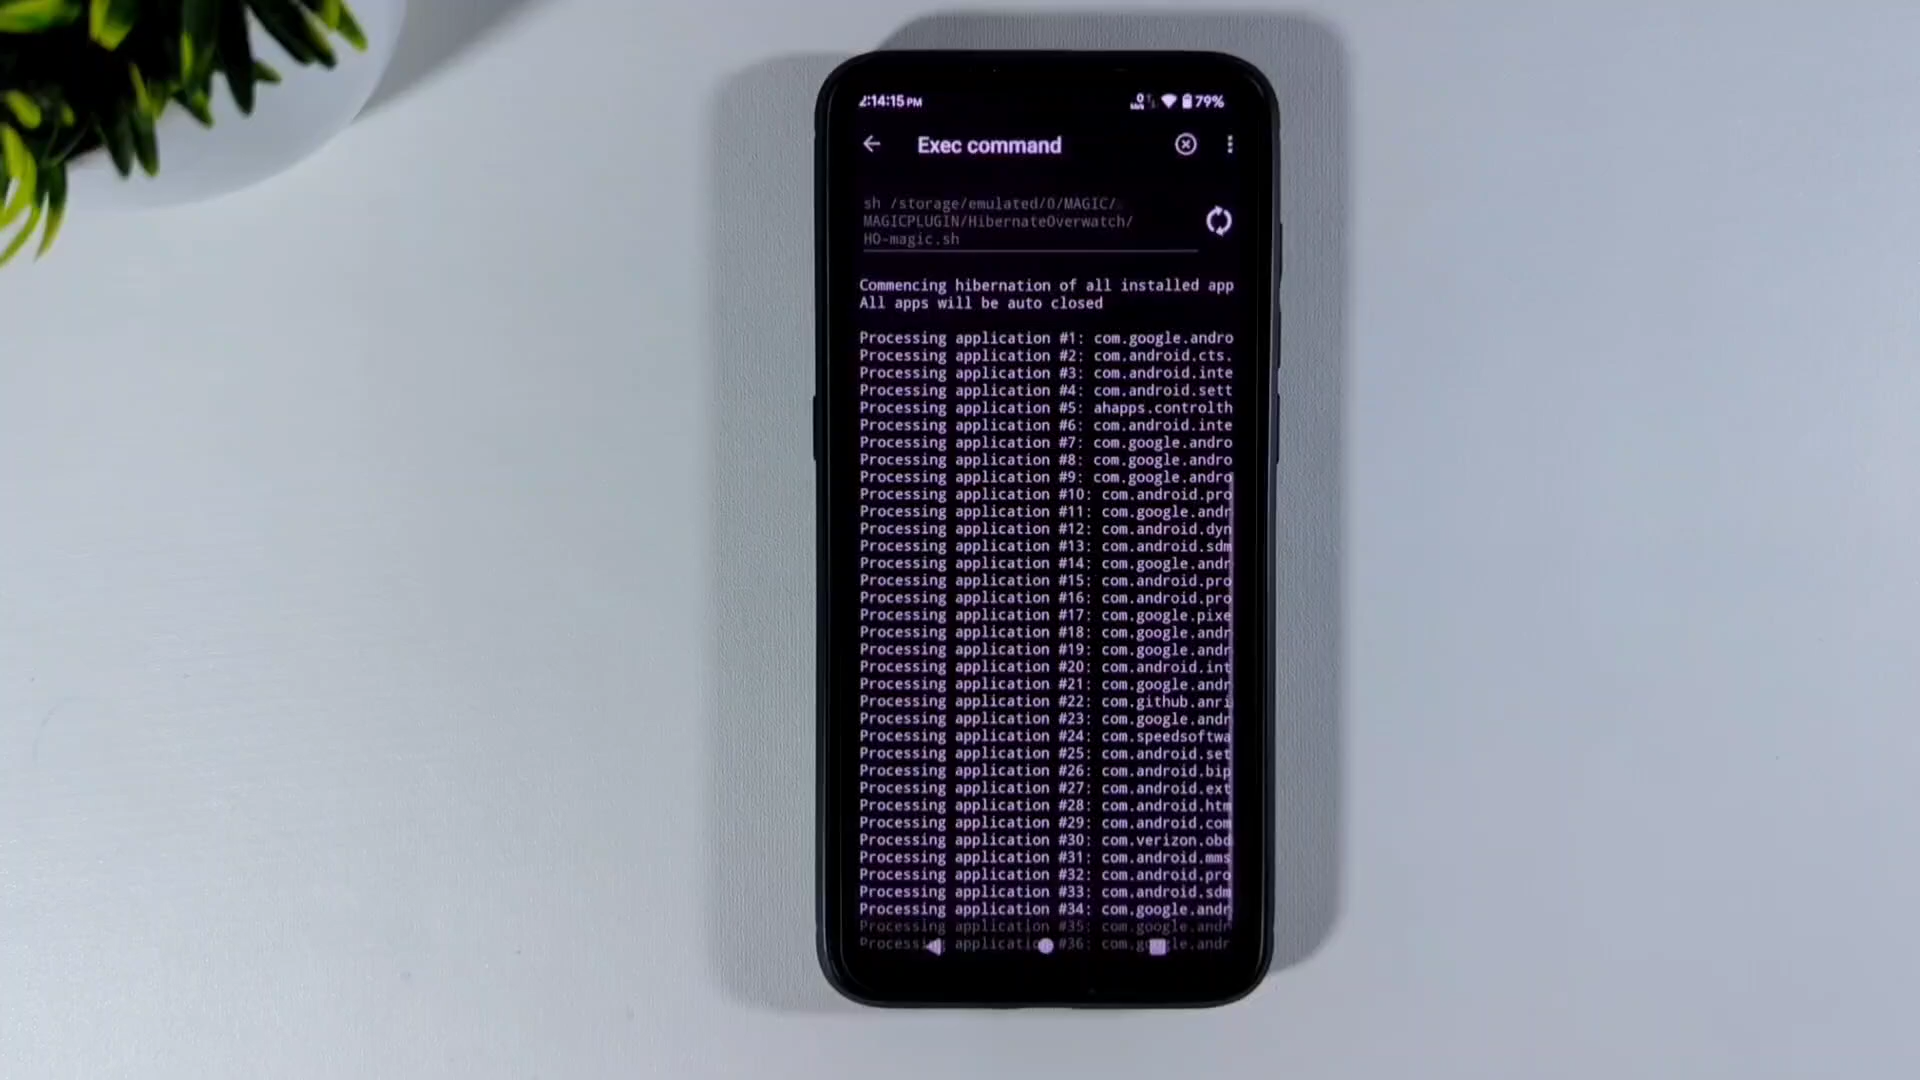 2:14:15 PM
79%
Exec command
sh /storage/emulated/0/MAGIC/
MAGICPLUGIN/HibernateOverwatch/
HO-magic.sh
Commencing hibernation of all installed app
All apps will be auto closed
Processing application #1: com.google.andro
Processing application #2: com.android.cts.
Processing application #3: com.android.inte
Processing application #4: com.android.sett
Processing application #5: ahapps.controlth
Processing application #6: com.android.inte
Processing application #7: com.google.andro
Processing application #8: com.google.andro
Processing application #9: com.google.andro
Processing application #10: com.android.pro
Processing application #11: com.google.andr
Processing application #12: com.android.dyn
Processing application #13: com.android.sdm
Processing application #14: com.google.andr
Processing application #15: com.android.pro
Processing application #16: com.android.pro
Processing application #17: com.google.pixe
Processing application #18: com.google.andr
Processing application #19: com.google.andr
Processing application #20: com.android.int
Processing application #21: com.google.andr
Processing application #22: com.github.anri
Processing application #23: com.google.andr
Processing application #24: com.speedsoftwa
Processing application #25: com.android.set
Processing application #26: com.android.bip
Processing application #27: com.android.ext
Processing application #28: com.android.htm
Processing application #29: com.android.com
Processing application #30: com.verizon.obd
Processing application #31: com.android.mms
Processing application #32: com.android.pro
Processing application #33: com.android.sdm
Processing application #34: com.google.andr
Processing application #35: com.google.andr
#36: